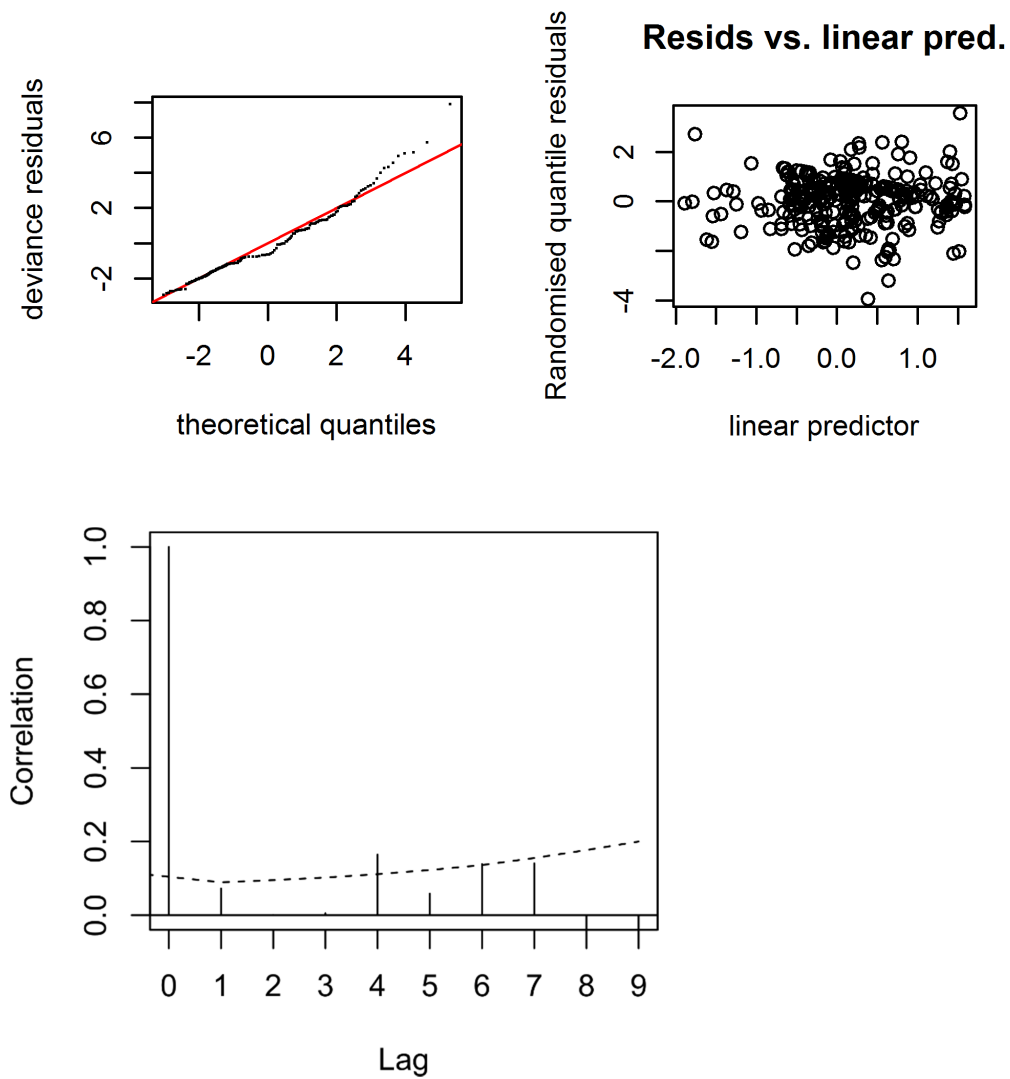 deviance residuals
6
2
-2
-2 0 2 4
theoretical quantiles
Resids vs. linear pred.
Randomised quantile residuals
2
0
-4
-2.0 -1.0 0.0 1.0
linear predictor
Correlation
1.0
0.8
0.6
0.4
0.2
0.0
0 1 2 3 4 5 6 7 8 9
Lag